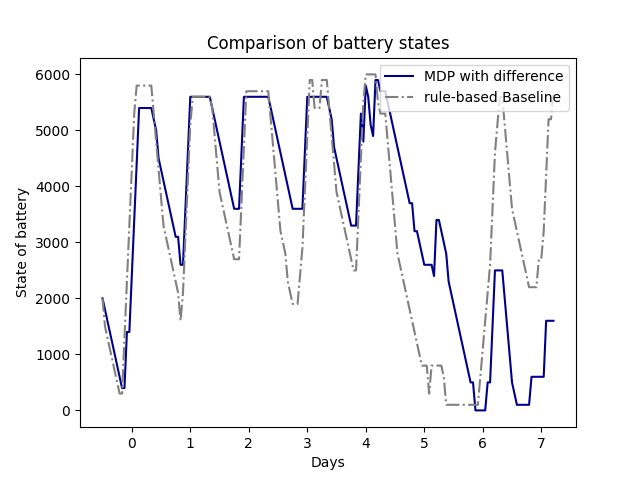 Comparison of battery states
MDP with difference
rule-based Baseline
State of battery
6000
5000
4000
3000
2000
1000
0
0 1 2 3 4 5 6 7
Days